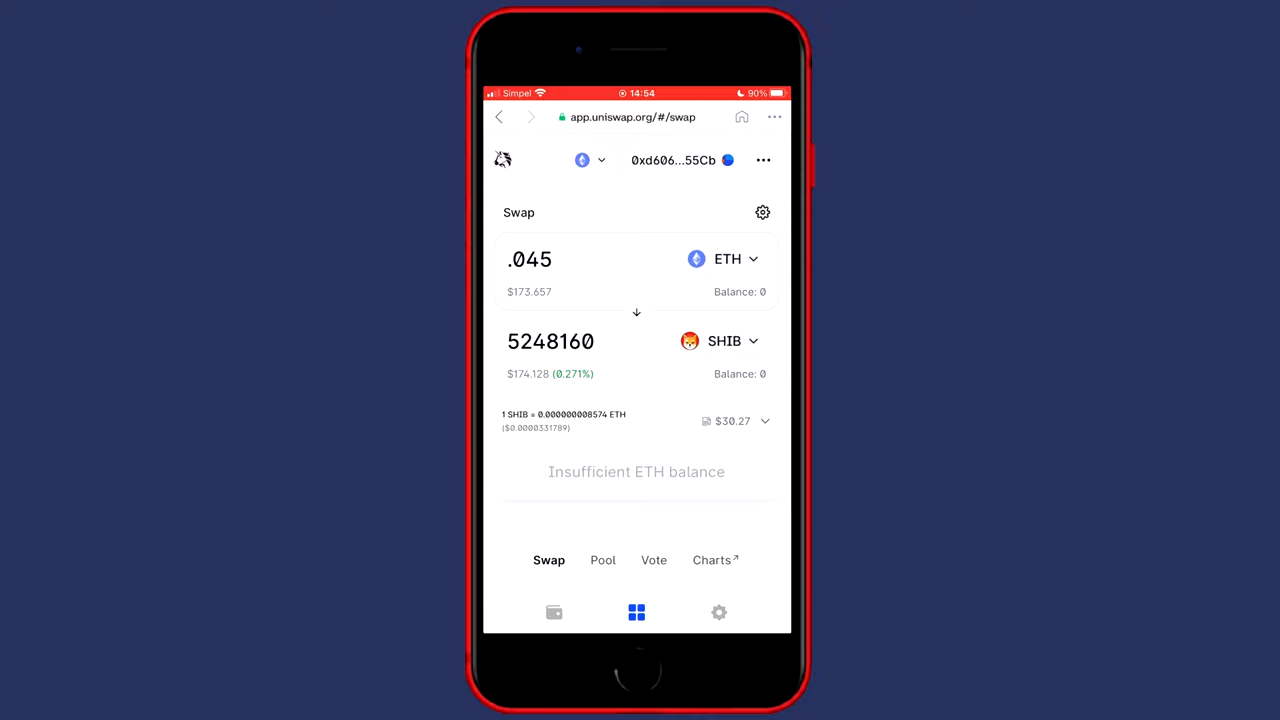 Simpel 14:54 90%
app.uniswap.org/#/swap
0xd606...55Cb
Swap
.045 ETH
$173.657 Balance: 0
5248160 SHIB
$174.128 (0.271%) Balance: 0
1 SHIB = 0.000000008574 ETH
($0.0000331789)
$30.27
Insufficient ETH balance
Swap Pool Vote Charts↗